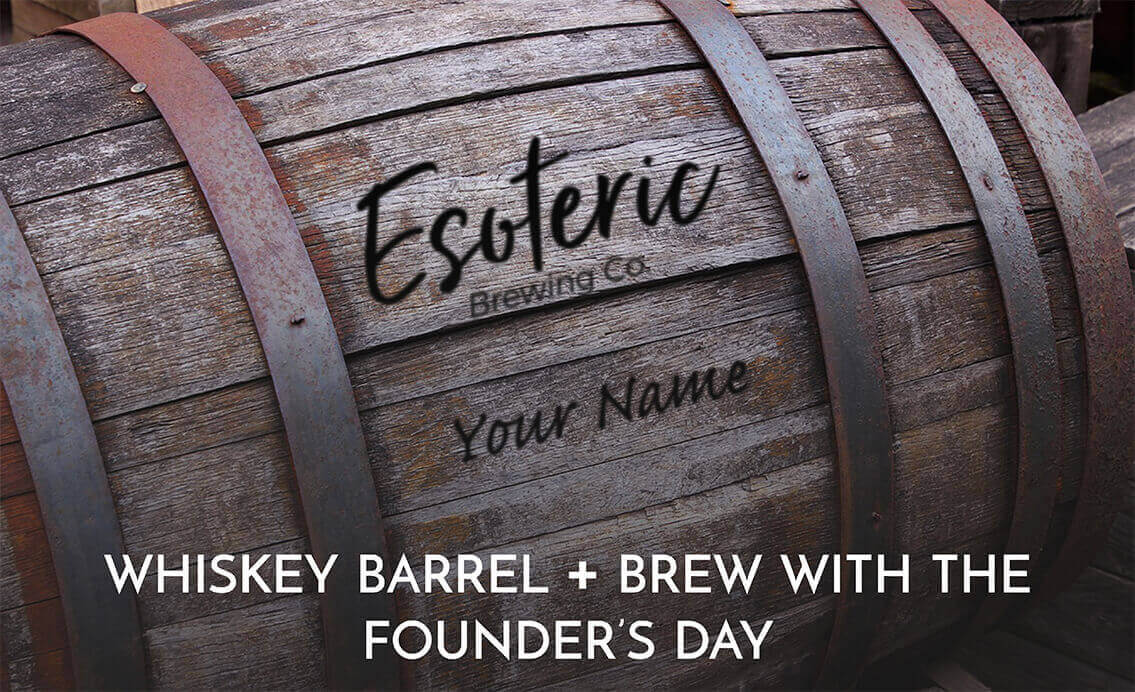 Esoteric
Brewing Co.
Your Name
WHISKEY BARREL + BREW WITH THE
FOUNDER'S DAY